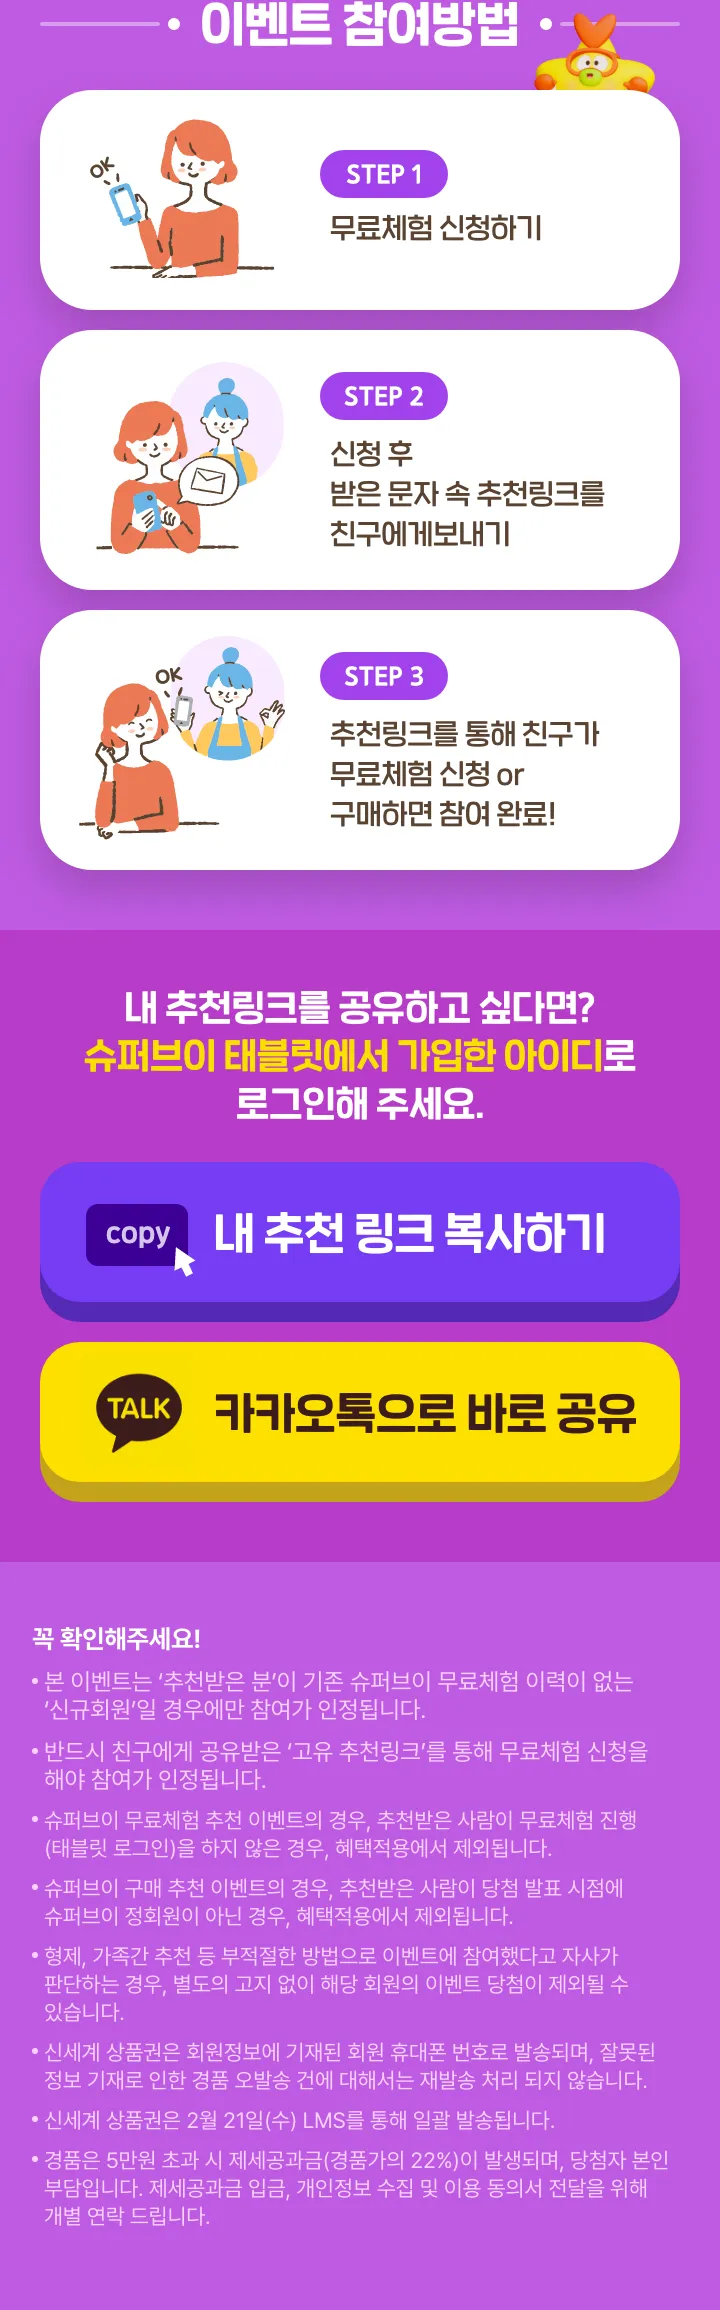 이벤트 참여방법
OK
STEP 1
무료체험 신청하기
STEP 2
신청 후
받은 문자 속 추천링크를
친구에게보내기
OK
STEP 3
추천링크를 통해 친구가
무료체험 신청 or
구매하면 참여 완료!
내 추천링크를 공유하고 싶다면?
슈퍼브이 태블릿에서 가입한 아이디로
로그인해 주세요.
copy 내 추천 링크 복사하기
TALK 카카오톡으로 바로 공유
꼭 확인해주세요!
• 본 이벤트는 ‘추천받은 분’이 기존 슈퍼브이 무료체험 이력이 없는
‘신규회원’일 경우에만 참여가 인정됩니다.
• 반드시 친구에게 공유받은 ‘고유 추천링크’를 통해 무료체험 신청을
해야 참여가 인정됩니다.
• 슈퍼브이 무료체험 추천 이벤트의 경우, 추천받은 사람이 무료체험 진행
(태블릿 로그인)을 하지 않은 경우, 혜택적용에서 제외됩니다.
• 슈퍼브이 구매 추천 이벤트의 경우, 추천받은 사람이 당첨 발표 시점에
슈퍼브이 정회원이 아닌 경우, 혜택적용에서 제외됩니다.
• 형제, 가족간 추천 등 부적절한 방법으로 이벤트에 참여했다고 자사가
판단하는 경우, 별도의 고지 없이 해당 회원의 이벤트 당첨이 제외될 수
있습니다.
• 신세계 상품권은 회원정보에 기재된 회원 휴대폰 번호로 발송되며, 잘못된
정보 기재로 인한 경품 오발송 건에 대해서는 재발송 처리 되지 않습니다.
• 신세계 상품권은 2월 21일(수) LMS를 통해 일괄 발송됩니다.
• 경품은 5만원 초과 시 제세공과금(경품가의 22%)이 발생되며, 당첨자 본인
부담입니다. 제세공과금 입금, 개인정보 수집 및 이용 동의서 전달을 위해
개별 연락 드립니다.